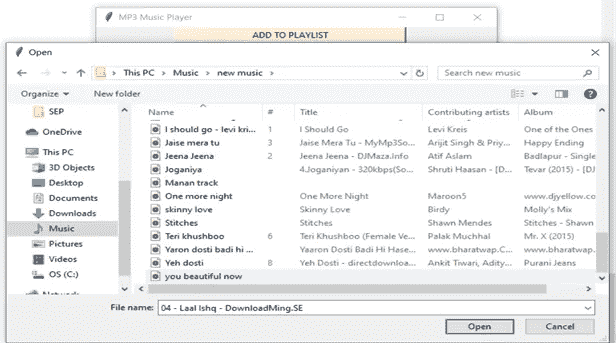 MP3 Music Player
ADD TO PLAYLIST
Open
This PC > Music > new music
Search new music
Organize New folder
SEP
OneDrive
This PC
3D Objects
Desktop
Documents
Downloads
Music
Pictures
Videos
OS (C:)
Name # Title Contributing artists Album
I should go - levi kri... 1 I Should Go Levi Kreis One of the Ones
Jaise mera tu 3 Jaise Mera Tu - MyMp3So... Arijit Singh & Priy... Happy Ending
Jeena Jeena 2 Jeena Jeena - DJMaza.Info Atif Aslam Badlapur - Single
Joganiya 4.Joganiyan - 320kbps(So... Shruti Haasan - [D... Tevar (2015) - [DJ
Manan track
One more night One More Night Maroon5 www.djyellow.c
skinny love Skinny Love Birdy Molly's Mix
Stitches Stitches Shawn Mendes Stitches - Shawn
Teri khushboo 6 Teri Khushboo (Female Ve... Palak Muchhal Mr. X (2015)
Yaron dosti badi hi ... Yaaron Dosti Badi Hi Hase... www.bharatwap.... www.bharatwap.C
Yeh dosti 8 Yeh Dosti - directdownloa... Ankit Tiwari, Adity... Purani Jeans
you beautiful now
File name: 04 - Laal Ishq - DownloadMing.SE
Open Cancel